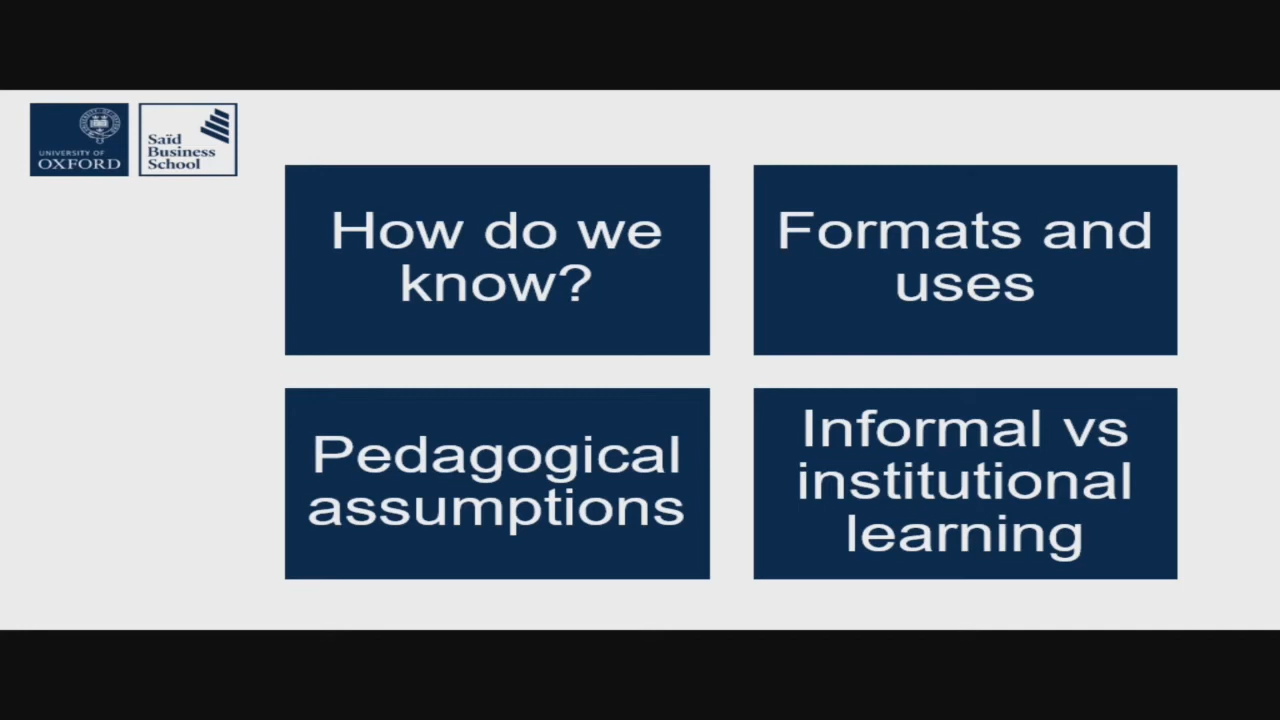 UNIVERSITY OF
OXFORD
Saïd
Business
School
How do we
know?
Formats and
uses
Pedagogical
assumptions
Informal vs
institutional
learning